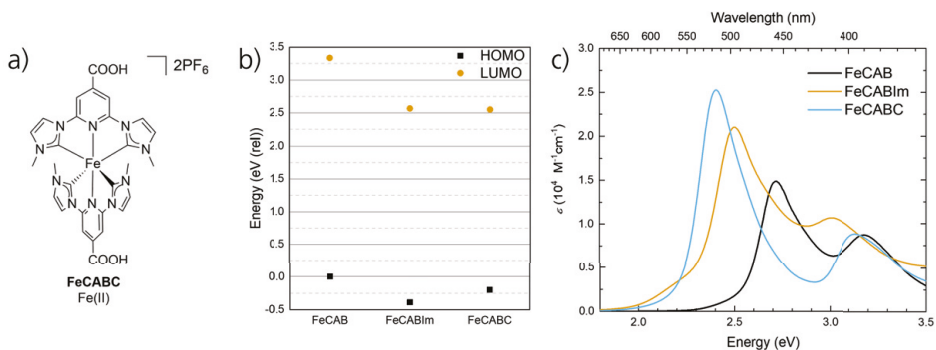 a)
2PF6
COOH
N N N
N N
Fe
N N
N N N
COOH
FeCABC
Fe(II)
b)
HOMO
LUMO
Energy (eV (rel))
3.5
3.0
2.5
2.0
1.5
1.0
0.5
0.0
-0.5
FeCAB
FeCABIm
FeCABC
c)
Wavelength (nm)
650 600 550 500 450 400
FeCAB
FeCABIm
FeCABC
ε (10⁴ M⁻¹cm⁻¹)
3.0
2.5
2.0
1.5
1.0
0.5
0.0
2.0 2.5 3.0 3.5
Energy (eV)